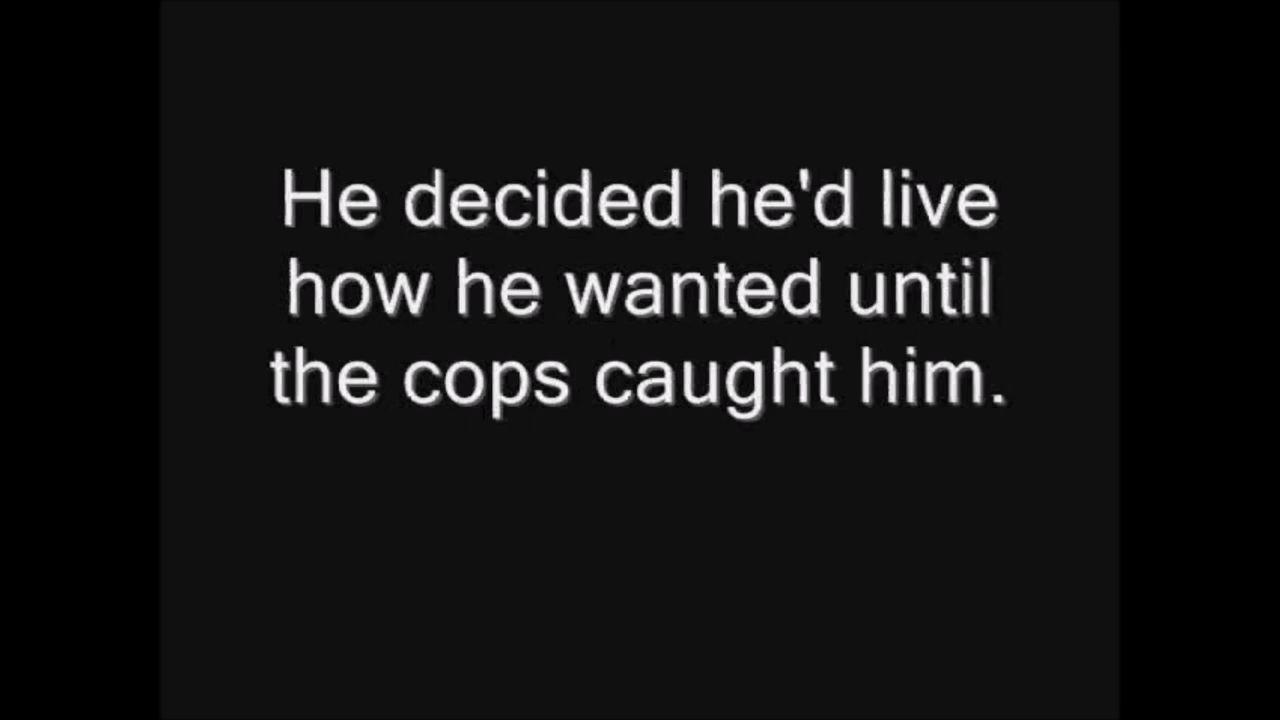 He decided he'd live
how he wanted until
the cops caught him.